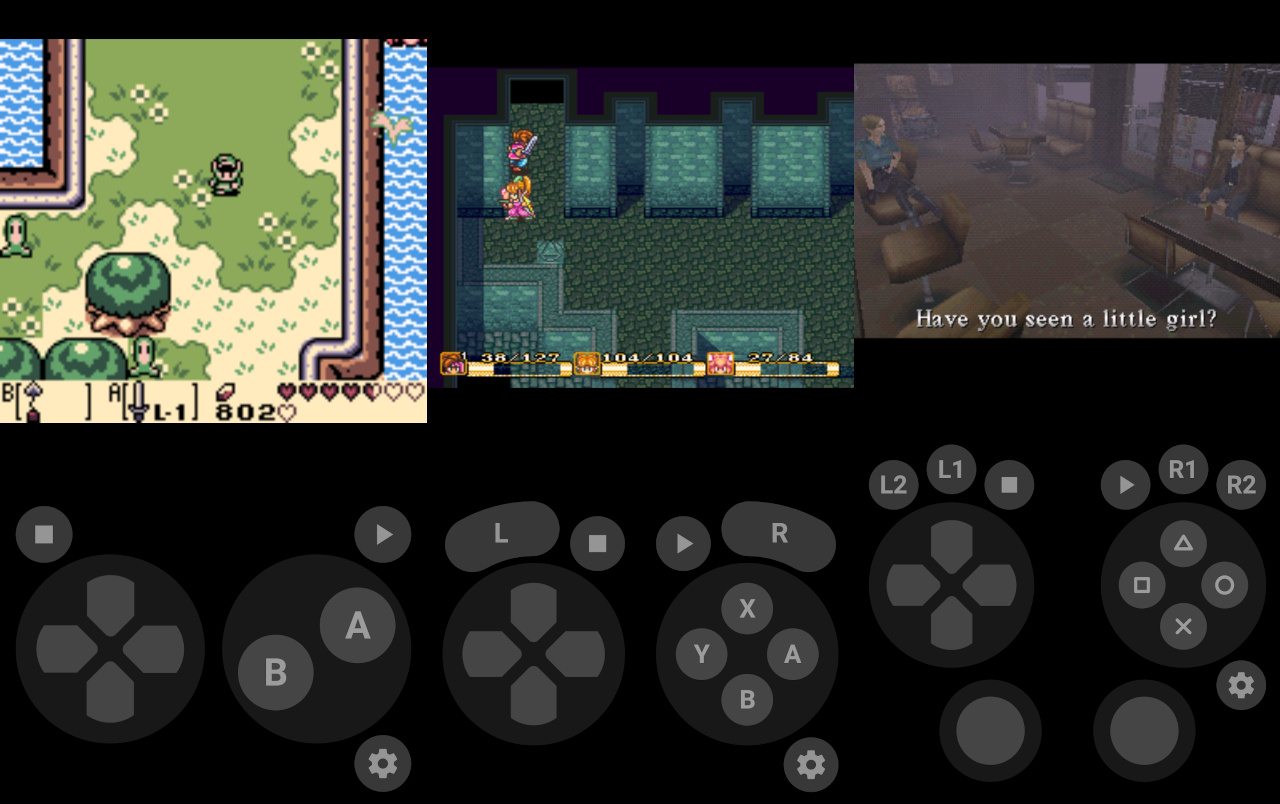 B[ ] A[ L-1 ] 802
38/127 104/104 27/84
Have you seen a little girl?
L R
L2 L1 R1 R2
A
B
X
Y A
B